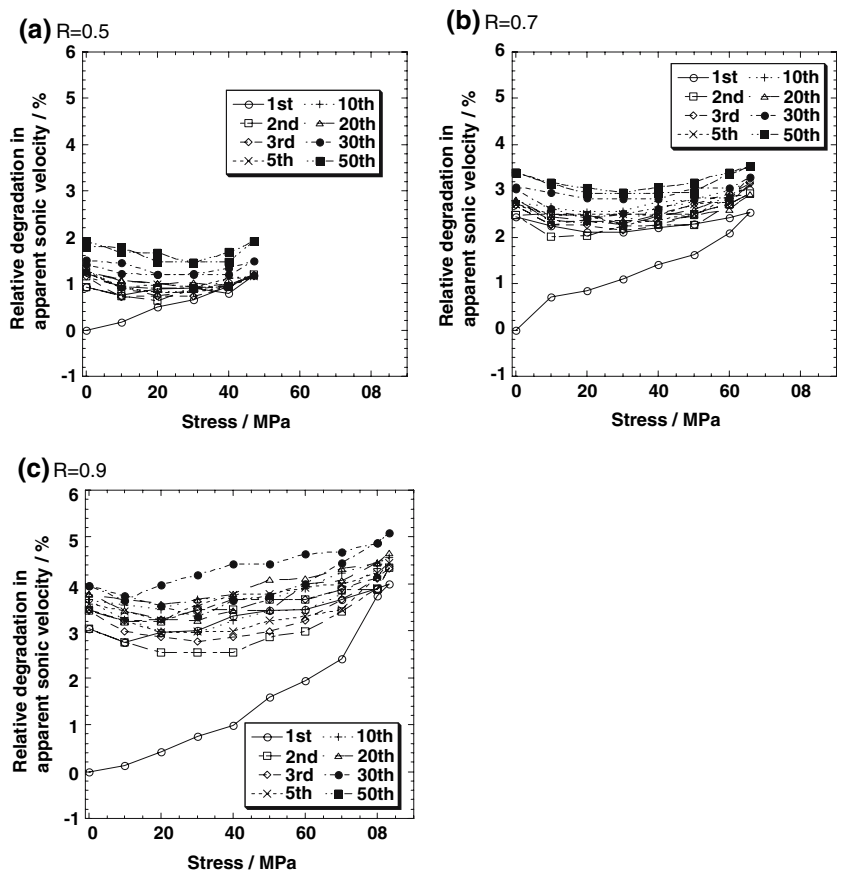 (a) R=0.5
6
5
4
3
2
1
0
-1
Relative degradation in
apparent sonic velocity / %
1st 10th
2nd 20th
3rd 30th
5th 50th
0 20 40 60 08
Stress / MPa
(b) R=0.7
6
5
4
3
2
1
0
-1
Relative degradation in
apparent sonic velocity / %
1st 10th
2nd 20th
3rd 30th
5th 50th
0 20 40 60 08
Stress / MPa
(c) R=0.9
6
5
4
3
2
1
0
-1
Relative degradation in
apparent sonic velocity / %
1st 10th
2nd 20th
3rd 30th
5th 50th
0 20 40 60 08
Stress / MPa